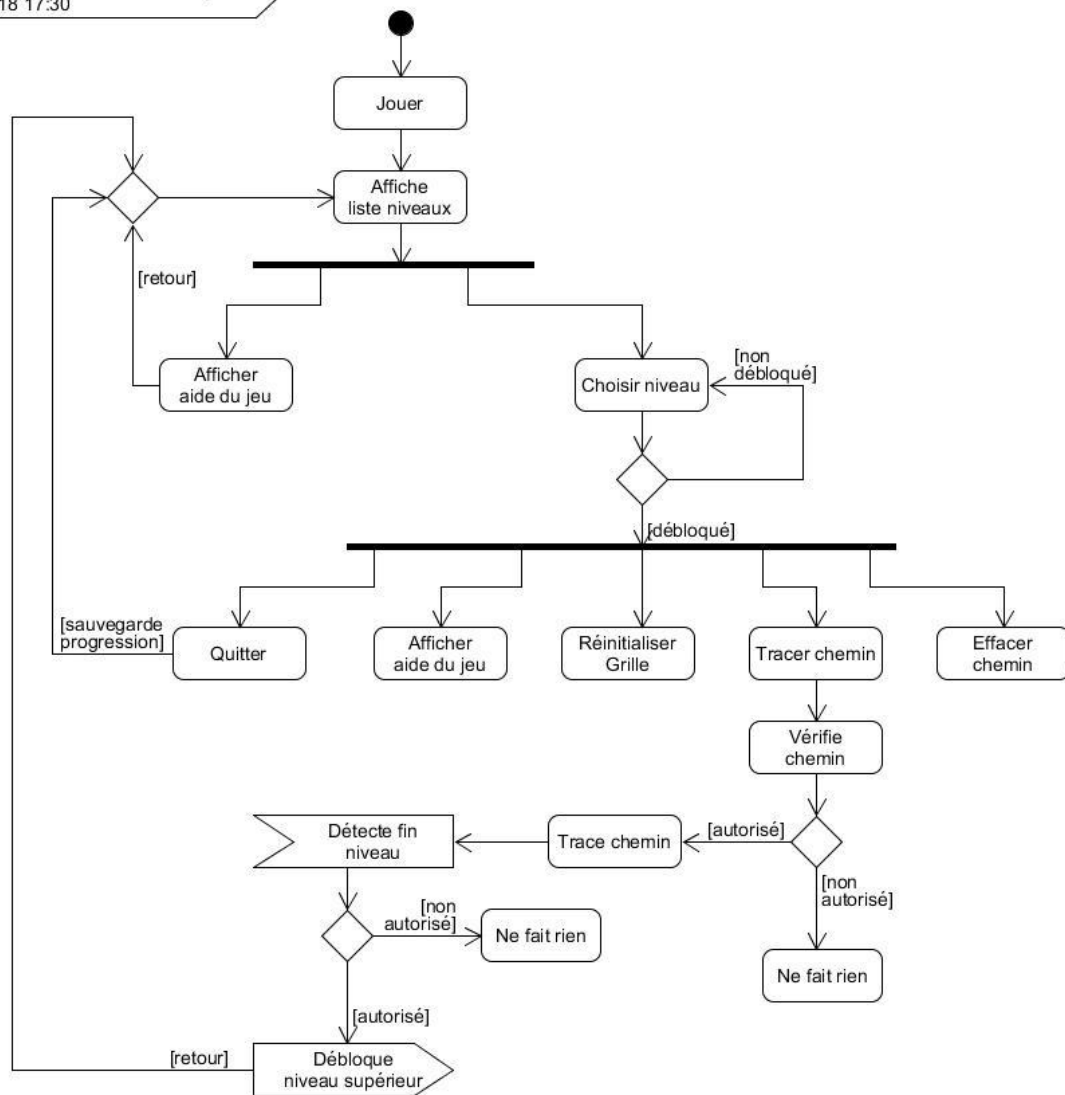 18 17:30
Jouer
Affiche
liste niveaux
[retour]
Afficher
aide du jeu
Choisir niveau
[non
débloqué]
[débloqué]
[sauvegarde
progression]
Quitter
Afficher
aide du jeu
Réinitialiser
Grille
Tracer chemin
Effacer
chemin
Vérifie
chemin
Détecte fin
niveau
Trace chemin
[autorisé]
[non
autorisé]
[non
autorisé]
Ne fait rien
Ne fait rien
[autorisé]
[retour]
Débloque
niveau supérieur